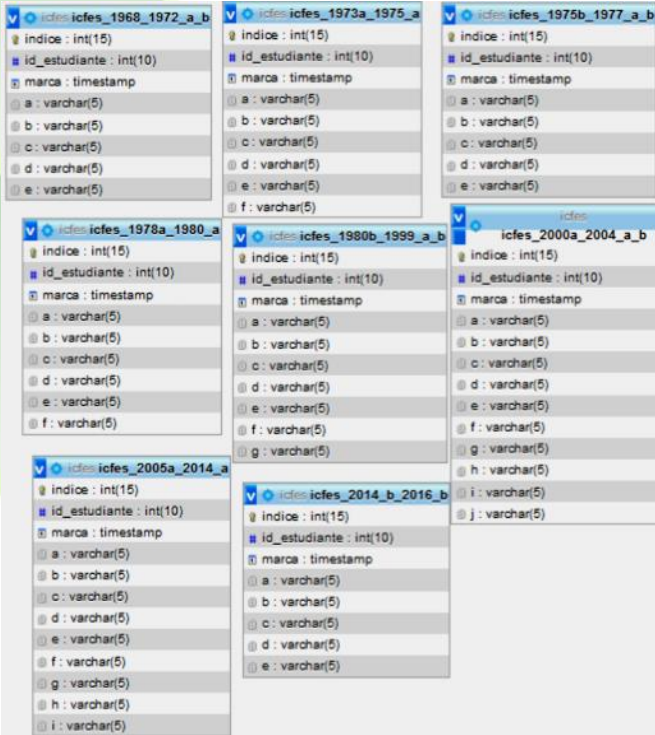 icfes icfes_1968_1972_a_b
indice : int(15)
id_estudiante : int(10)
marca : timestamp
a : varchar(5)
b : varchar(5)
c : varchar(5)
d : varchar(5)
e : varchar(5)
icfes icfes_1973a_1975_a
indice : int(15)
id_estudiante : int(10)
marca : timestamp
a : varchar(5)
b : varchar(5)
c : varchar(5)
d : varchar(5)
e : varchar(5)
f : varchar(5)
icfes icfes_1975b_1977_a_b
indice : int(15)
id_estudiante : int(10)
marca : timestamp
a : varchar(5)
b : varchar(5)
c : varchar(5)
d : varchar(5)
e : varchar(5)
icfes icfes_1978a_1980_a
indice : int(15)
id_estudiante : int(10)
marca : timestamp
a : varchar(5)
b : varchar(5)
c : varchar(5)
d : varchar(5)
e : varchar(5)
f : varchar(5)
icfes icfes_1980b_1999_a_b
indice : int(15)
id_estudiante : int(10)
marca : timestamp
a : varchar(5)
b : varchar(5)
c : varchar(5)
d : varchar(5)
e : varchar(5)
f : varchar(5)
g : varchar(5)
icfes
icfes_2000a_2004_a_b
indice : int(15)
id_estudiante : int(10)
marca : timestamp
a : varchar(5)
b : varchar(5)
c : varchar(5)
d : varchar(5)
e : varchar(5)
f : varchar(5)
g : varchar(5)
h : varchar(5)
i : varchar(5)
j : varchar(5)
icfes icfes_2005a_2014_a
indice : int(15)
id_estudiante : int(10)
marca : timestamp
a : varchar(5)
b : varchar(5)
c : varchar(5)
d : varchar(5)
e : varchar(5)
f : varchar(5)
g : varchar(5)
h : varchar(5)
i : varchar(5)
icfes icfes_2014_b_2016_b
indice : int(15)
id_estudiante : int(10)
marca : timestamp
a : varchar(5)
b : varchar(5)
c : varchar(5)
d : varchar(5)
e : varchar(5)